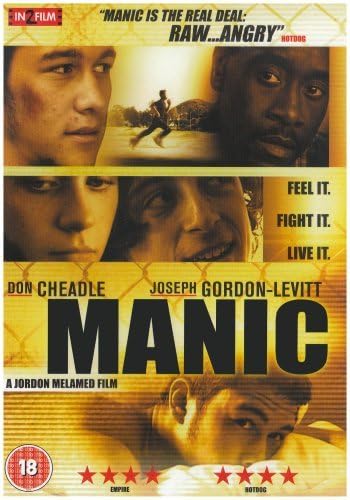 IN2FILM
"MANIC IS THE REAL DEAL:
RAW...ANGRY" HOTDOG
FEEL IT.
FIGHT IT.
LIVE IT.
DON CHEADLE JOSEPH GORDON-LEVITT
MANIC
A JORDON MELAMED FILM
18
★★★★ ★★★★
EMPIRE HOTDOG